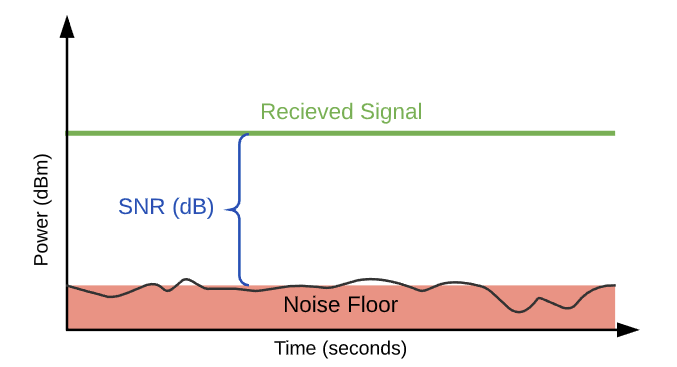 Recieved Signal
SNR (dB)
Power (dBm)
Noise Floor
Time (seconds)